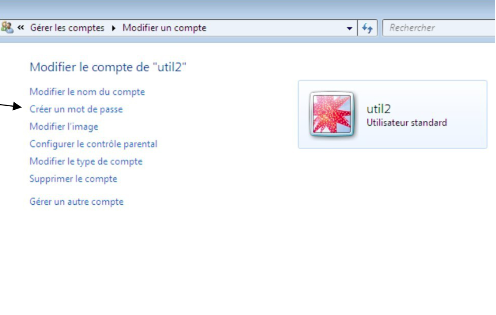 « Gérer les comptes ▸ Modifier un compte
Rechercher
Modifier le compte de "util2"
Modifier le nom du compte
Créer un mot de passe
Modifier l'image
Configurer le contrôle parental
Modifier le type de compte
Supprimer le compte
Gérer un autre compte
util2
Utilisateur standard